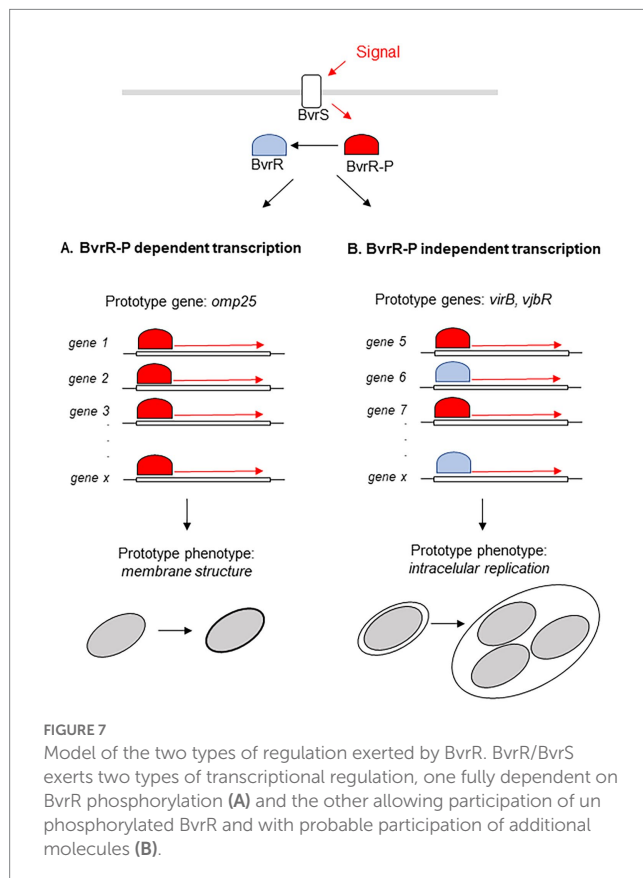 Signal
BvrS
BvrR
BvrR-P
A. BvrR-P dependent transcription
Prototype gene: omp25
gene 1
gene 2
gene 3
.
.
.
gene x
Prototype phenotype:
membrane structure
B. BvrR-P independent transcription
Prototype genes: virB, vjbR
gene 5
gene 6
gene 7
.
.
.
gene x
Prototype phenotype:
intracelular replication
FIGURE 7
Model of the two types of regulation exerted by BvrR. BvrR/BvrS
exerts two types of transcriptional regulation, one fully dependent on
BvrR phosphorylation (A) and the other allowing participation of un
phosphorylated BvrR and with probable participation of additional
molecules (B).